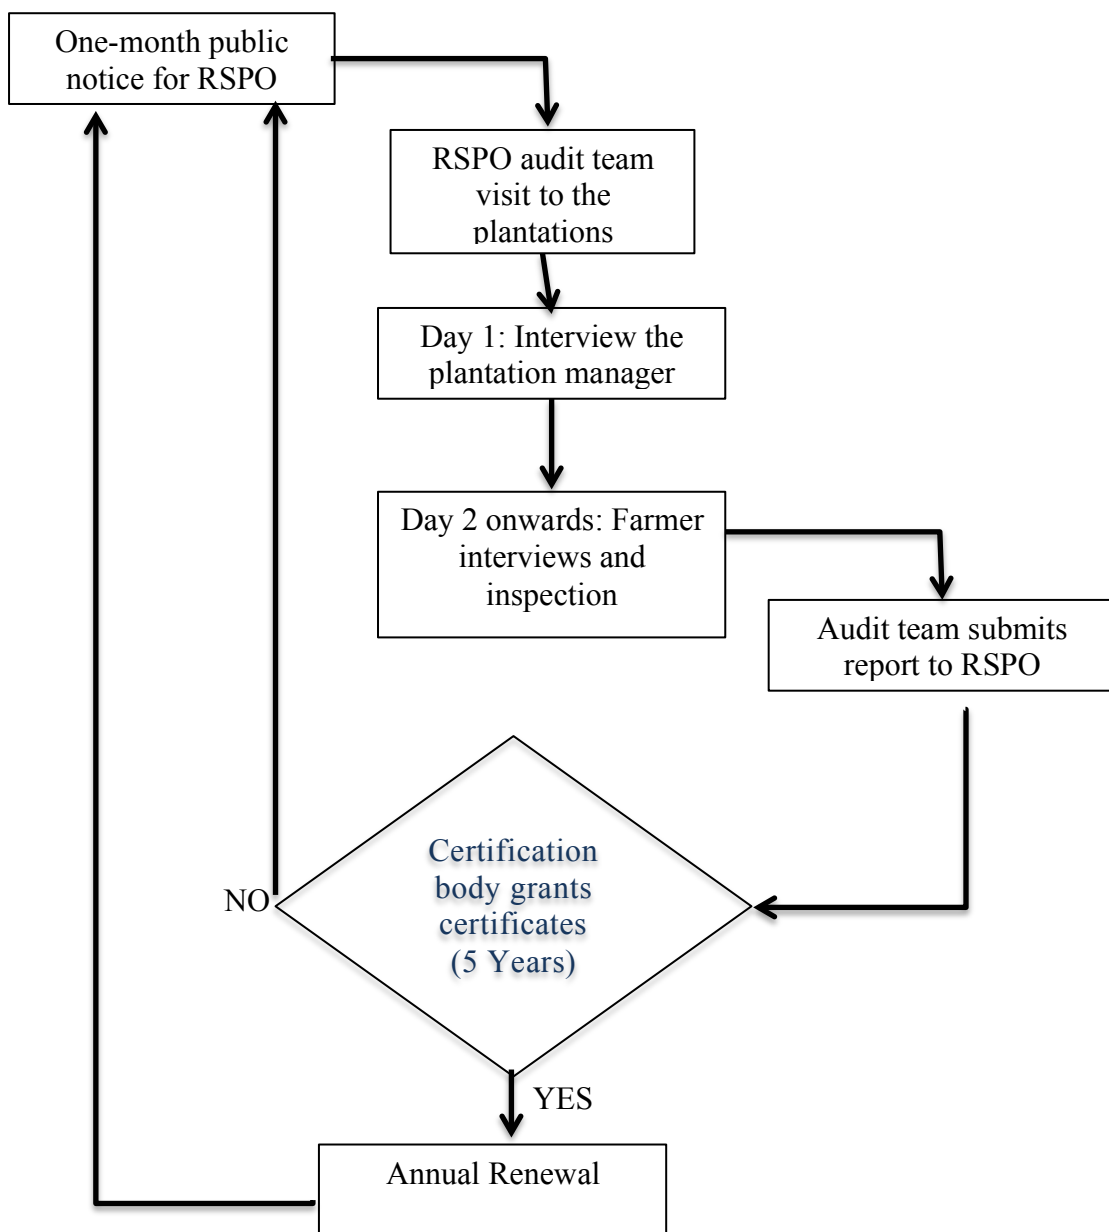 One-month public
notice for RSPO
RSPO audit team
visit to the
plantations
Day 1: Interview the
plantation manager
Day 2 onwards: Farmer
interviews and
inspection
Audit team submits
report to RSPO
Certification
body grants
certificates
(5 Years)
NO
YES
Annual Renewal